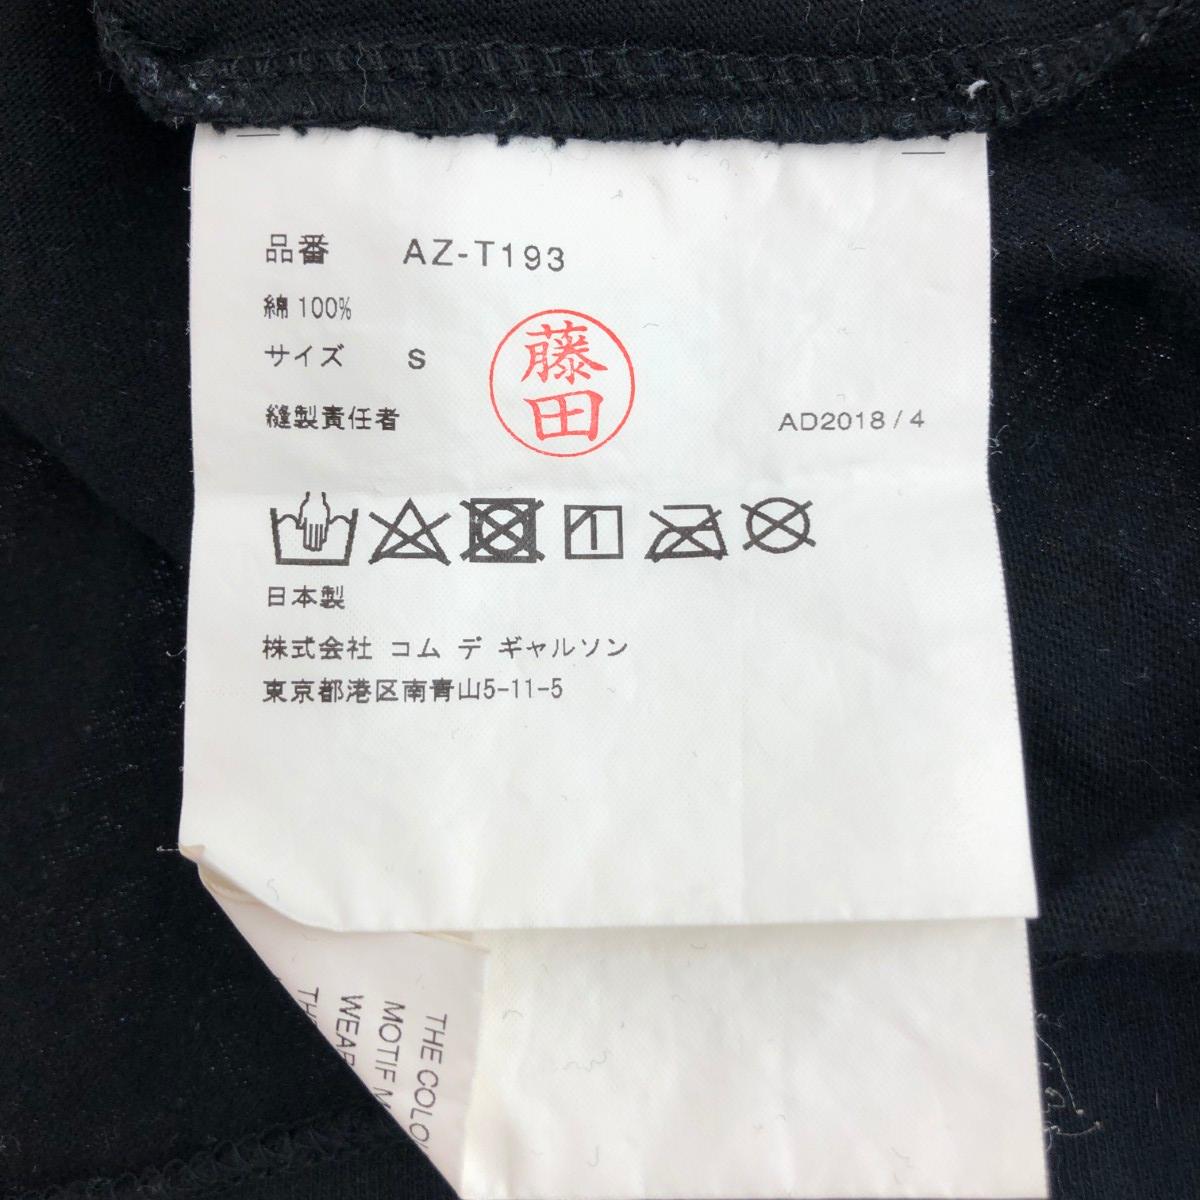 品番 AZ-T193
綿 100%
サイズ S
藤田
縫製責任者
AD2018 / 4
日本製
株式会社 コム デ ギャルソン
東京都港区南青山5-11-5
THE COLO
MOTIF M
WEAR